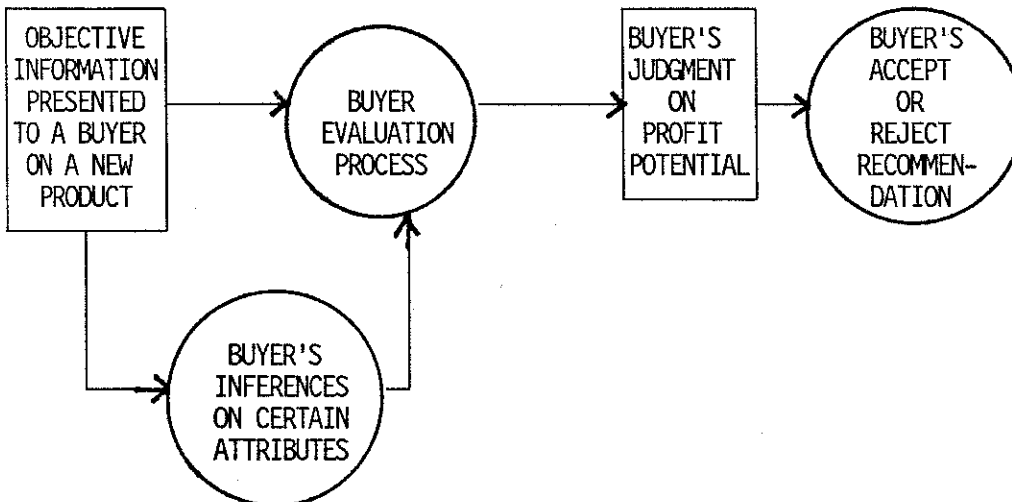 OBJECTIVE
INFORMATION
PRESENTED
TO A BUYER
ON A NEW
PRODUCT
BUYER
EVALUATION
PROCESS
BUYER'S
JUDGMENT
ON
PROFIT
POTENTIAL
BUYER'S
ACCEPT
OR
REJECT
RECOMMEN-
DATION
BUYER'S
INFERENCES
ON CERTAIN
ATTRIBUTES